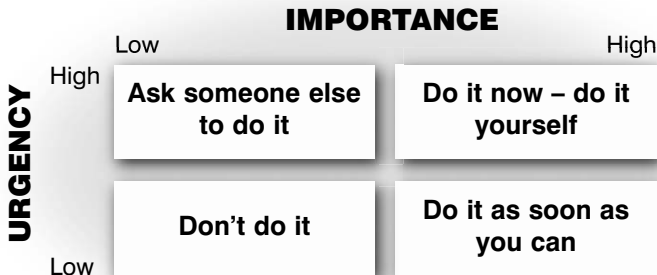 IMPORTANCE
Low High
URGENCY
High
Ask someone else
to do it
Do it now – do it
yourself
Don't do it
Do it as soon as
you can
Low